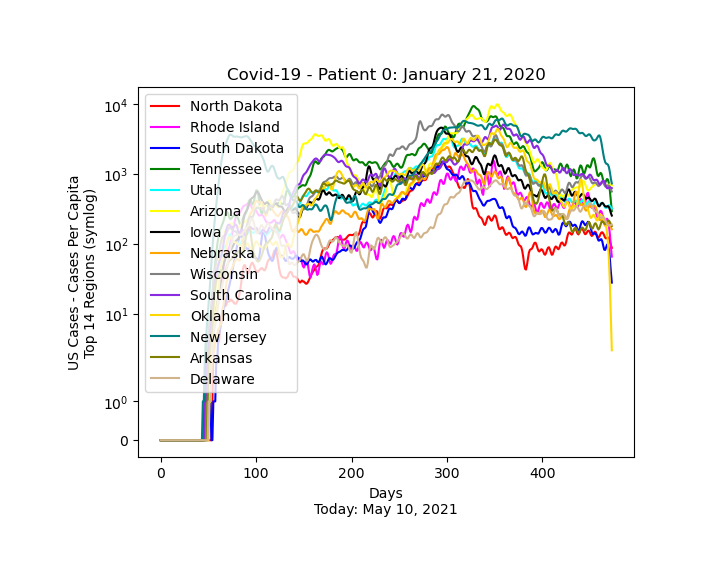 Covid-19 - Patient 0: January 21, 2020
US Cases - Cases Per Capita
Top 14 Regions (symlog)
10^4
10^3
10^2
10^1
10^0
0
North Dakota
Rhode Island
South Dakota
Tennessee
Utah
Arizona
Iowa
Nebraska
Wisconsin
South Carolina
Oklahoma
New Jersey
Arkansas
Delaware
0 100 200 300 400
Days
Today: May 10, 2021